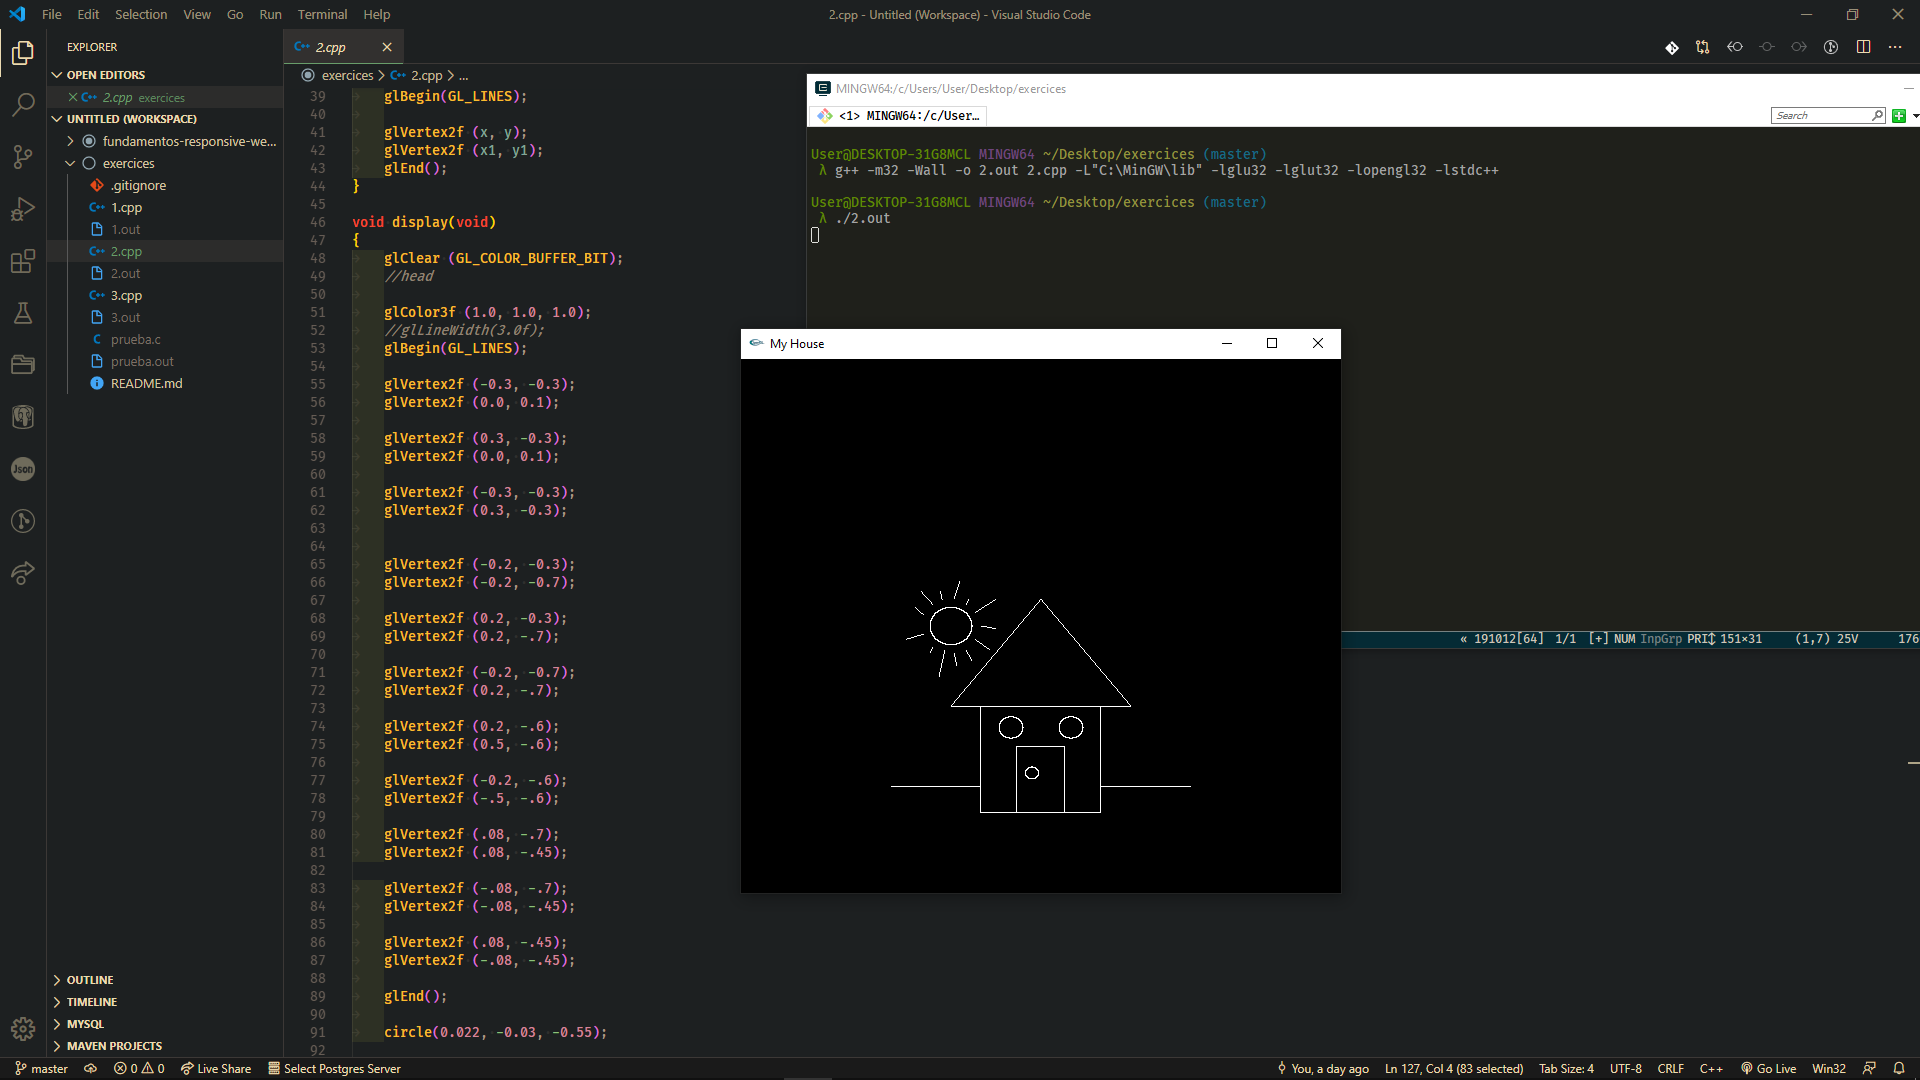 File Edit Selection View Go Run Terminal Help
2.cpp - Untitled (Workspace) - Visual Studio Code
EXPLORER
OPEN EDITORS
2.cpp exercices
UNTITLED (WORKSPACE)
fundamentos-responsive-we...
exercices
.gitignore
1.cpp
1.out
2.cpp
2.out
3.cpp
3.out
prueba.c
prueba.out
README.md
Json
OUTLINE
TIMELINE
MYSQL
MAVEN PROJECTS
2.cpp
exercices > 2.cpp > ...
39 glBegin(GL_LINES);
40
41 glVertex2f (x, y);
42 glVertex2f (x1, y1);
43 glEnd();
44 }
45
46 void display(void)
47 {
48 glClear (GL_COLOR_BUFFER_BIT);
49 //head
50
51 glColor3f (1.0, 1.0, 1.0);
52 //glLineWidth(3.0f);
53 glBegin(GL_LINES);
54
55 glVertex2f (-0.3, -0.3);
56 glVertex2f (0.0, 0.1);
57
58 glVertex2f (0.3, -0.3);
59 glVertex2f (0.0, 0.1);
60
61 glVertex2f (-0.3, -0.3);
62 glVertex2f (0.3, -0.3);
63
64
65 glVertex2f (-0.2, -0.3);
66 glVertex2f (-0.2, -0.7);
67
68 glVertex2f (0.2, -0.3);
69 glVertex2f (0.2, -.7);
70
71 glVertex2f (-0.2, -0.7);
72 glVertex2f (0.2, -.7);
73
74 glVertex2f (0.2, -.6);
75 glVertex2f (0.5, -.6);
76
77 glVertex2f (-0.2, -.6);
78 glVertex2f (-.5, -.6);
79
80 glVertex2f (.08, -.7);
81 glVertex2f (.08, -.45);
82
83 glVertex2f (-.08, -.7);
84 glVertex2f (-.08, -.45);
85
86 glVertex2f (.08, -.45);
87 glVertex2f (-.08, -.45);
88
89 glEnd();
90
91 circle(0.022, -0.03, -0.55);
92
MINGW64:/c/Users/User/Desktop/exercices
<1> MINGW64:/c/User...
Search
User@DESKTOP-31G8MCL MINGW64 ~/Desktop/exercices (master)
λ g++ -m32 -Wall -o 2.out 2.cpp -L"C:\MinGW\lib" -lglu32 -lglut32 -lopengl32 -lstdc++
User@DESKTOP-31G8MCL MINGW64 ~/Desktop/exercices (master)
λ ./2.out
My House
« 191012[64] 1/1 [+] NUM InpGrp PRI↕ 151×31 (1,7) 25V 176
master
0 0
Live Share
Select Postgres Server
You, a day ago
Ln 127, Col 4 (83 selected)
Tab Size: 4
UTF-8
CRLF
C++
Go Live
Win32